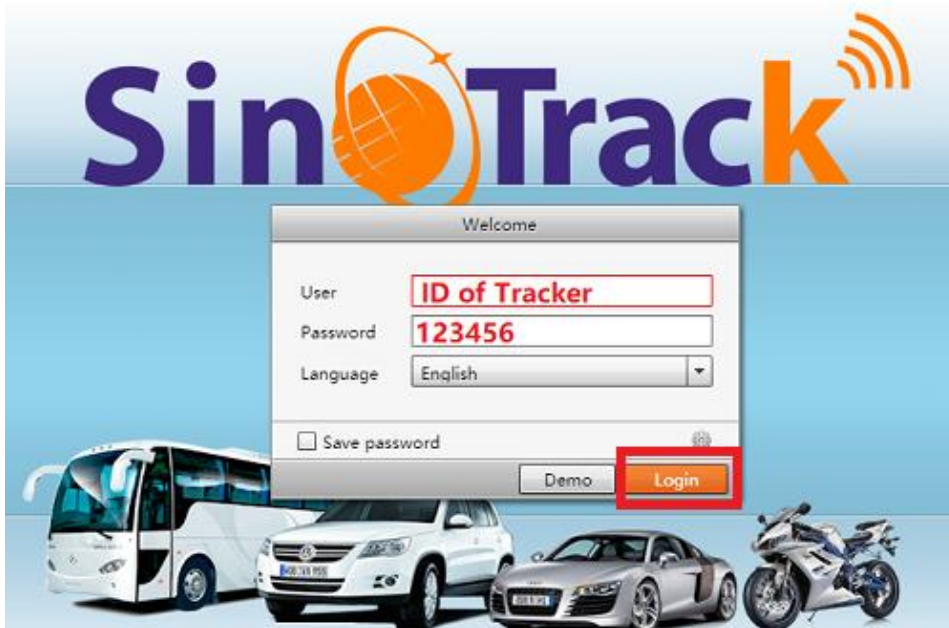 SinoTrack
Welcome
User ID of Tracker
Password 123456
Language English
Save password
Demo Login